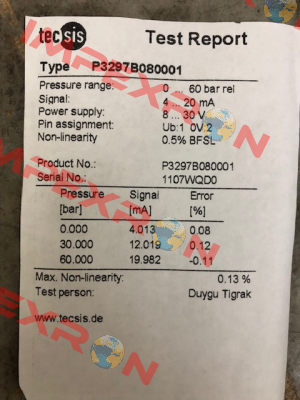 tecsis Test Report
Type P3297B080001
Pressure range: 0 ... 60 bar rel
Signal: 4 ... 20 mA
Power supply: 8 ... 30 V
Pin assignment: Ub:1 0V:2
Non-linearity 0.5% BFSL
Product No.: P3297B080001
Serial No.: 1107WQD0
Pressure Signal Error
[bar] [mA] [%]
0.000 4.013 0.08
30.000 12.019 0.12
60.000 19.982 -0.11
Max. Non-linearity: 0.13 %
Test person: Duygu Tigrak
www.tecsis.de
IMPEXRON